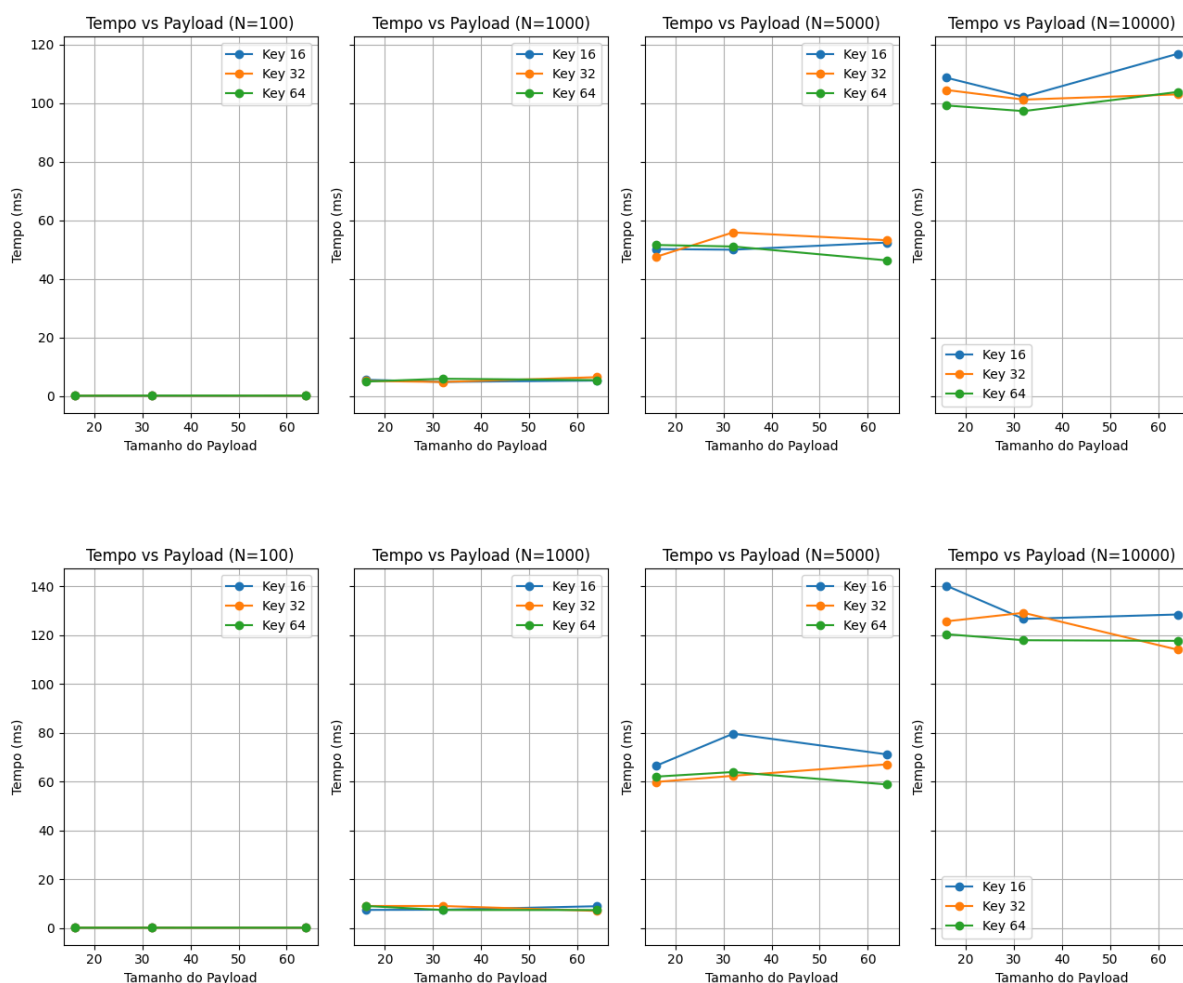 Tempo vs Payload (N=100)
Tempo vs Payload (N=1000)
Tempo vs Payload (N=5000)
Tempo vs Payload (N=10000)
120
100
80
60
40
20
0
Tempo (ms)
Key 16
Key 32
Key 64
20 30 40 50 60
Tamanho do Payload
Tempo (ms)
Key 16
Key 32
Key 64
20 30 40 50 60
Tamanho do Payload
Tempo (ms)
Key 16
Key 32
Key 64
20 30 40 50 60
Tamanho do Payload
Tempo (ms)
Key 16
Key 32
Key 64
20 30 40 50 60
Tamanho do Payload
Tempo vs Payload (N=100)
Tempo vs Payload (N=1000)
Tempo vs Payload (N=5000)
Tempo vs Payload (N=10000)
140
120
100
80
60
40
20
0
Tempo (ms)
Key 16
Key 32
Key 64
20 30 40 50 60
Tamanho do Payload
Tempo (ms)
Key 16
Key 32
Key 64
20 30 40 50 60
Tamanho do Payload
Tempo (ms)
Key 16
Key 32
Key 64
20 30 40 50 60
Tamanho do Payload
Tempo (ms)
Key 16
Key 32
Key 64
20 30 40 50 60
Tamanho do Payload